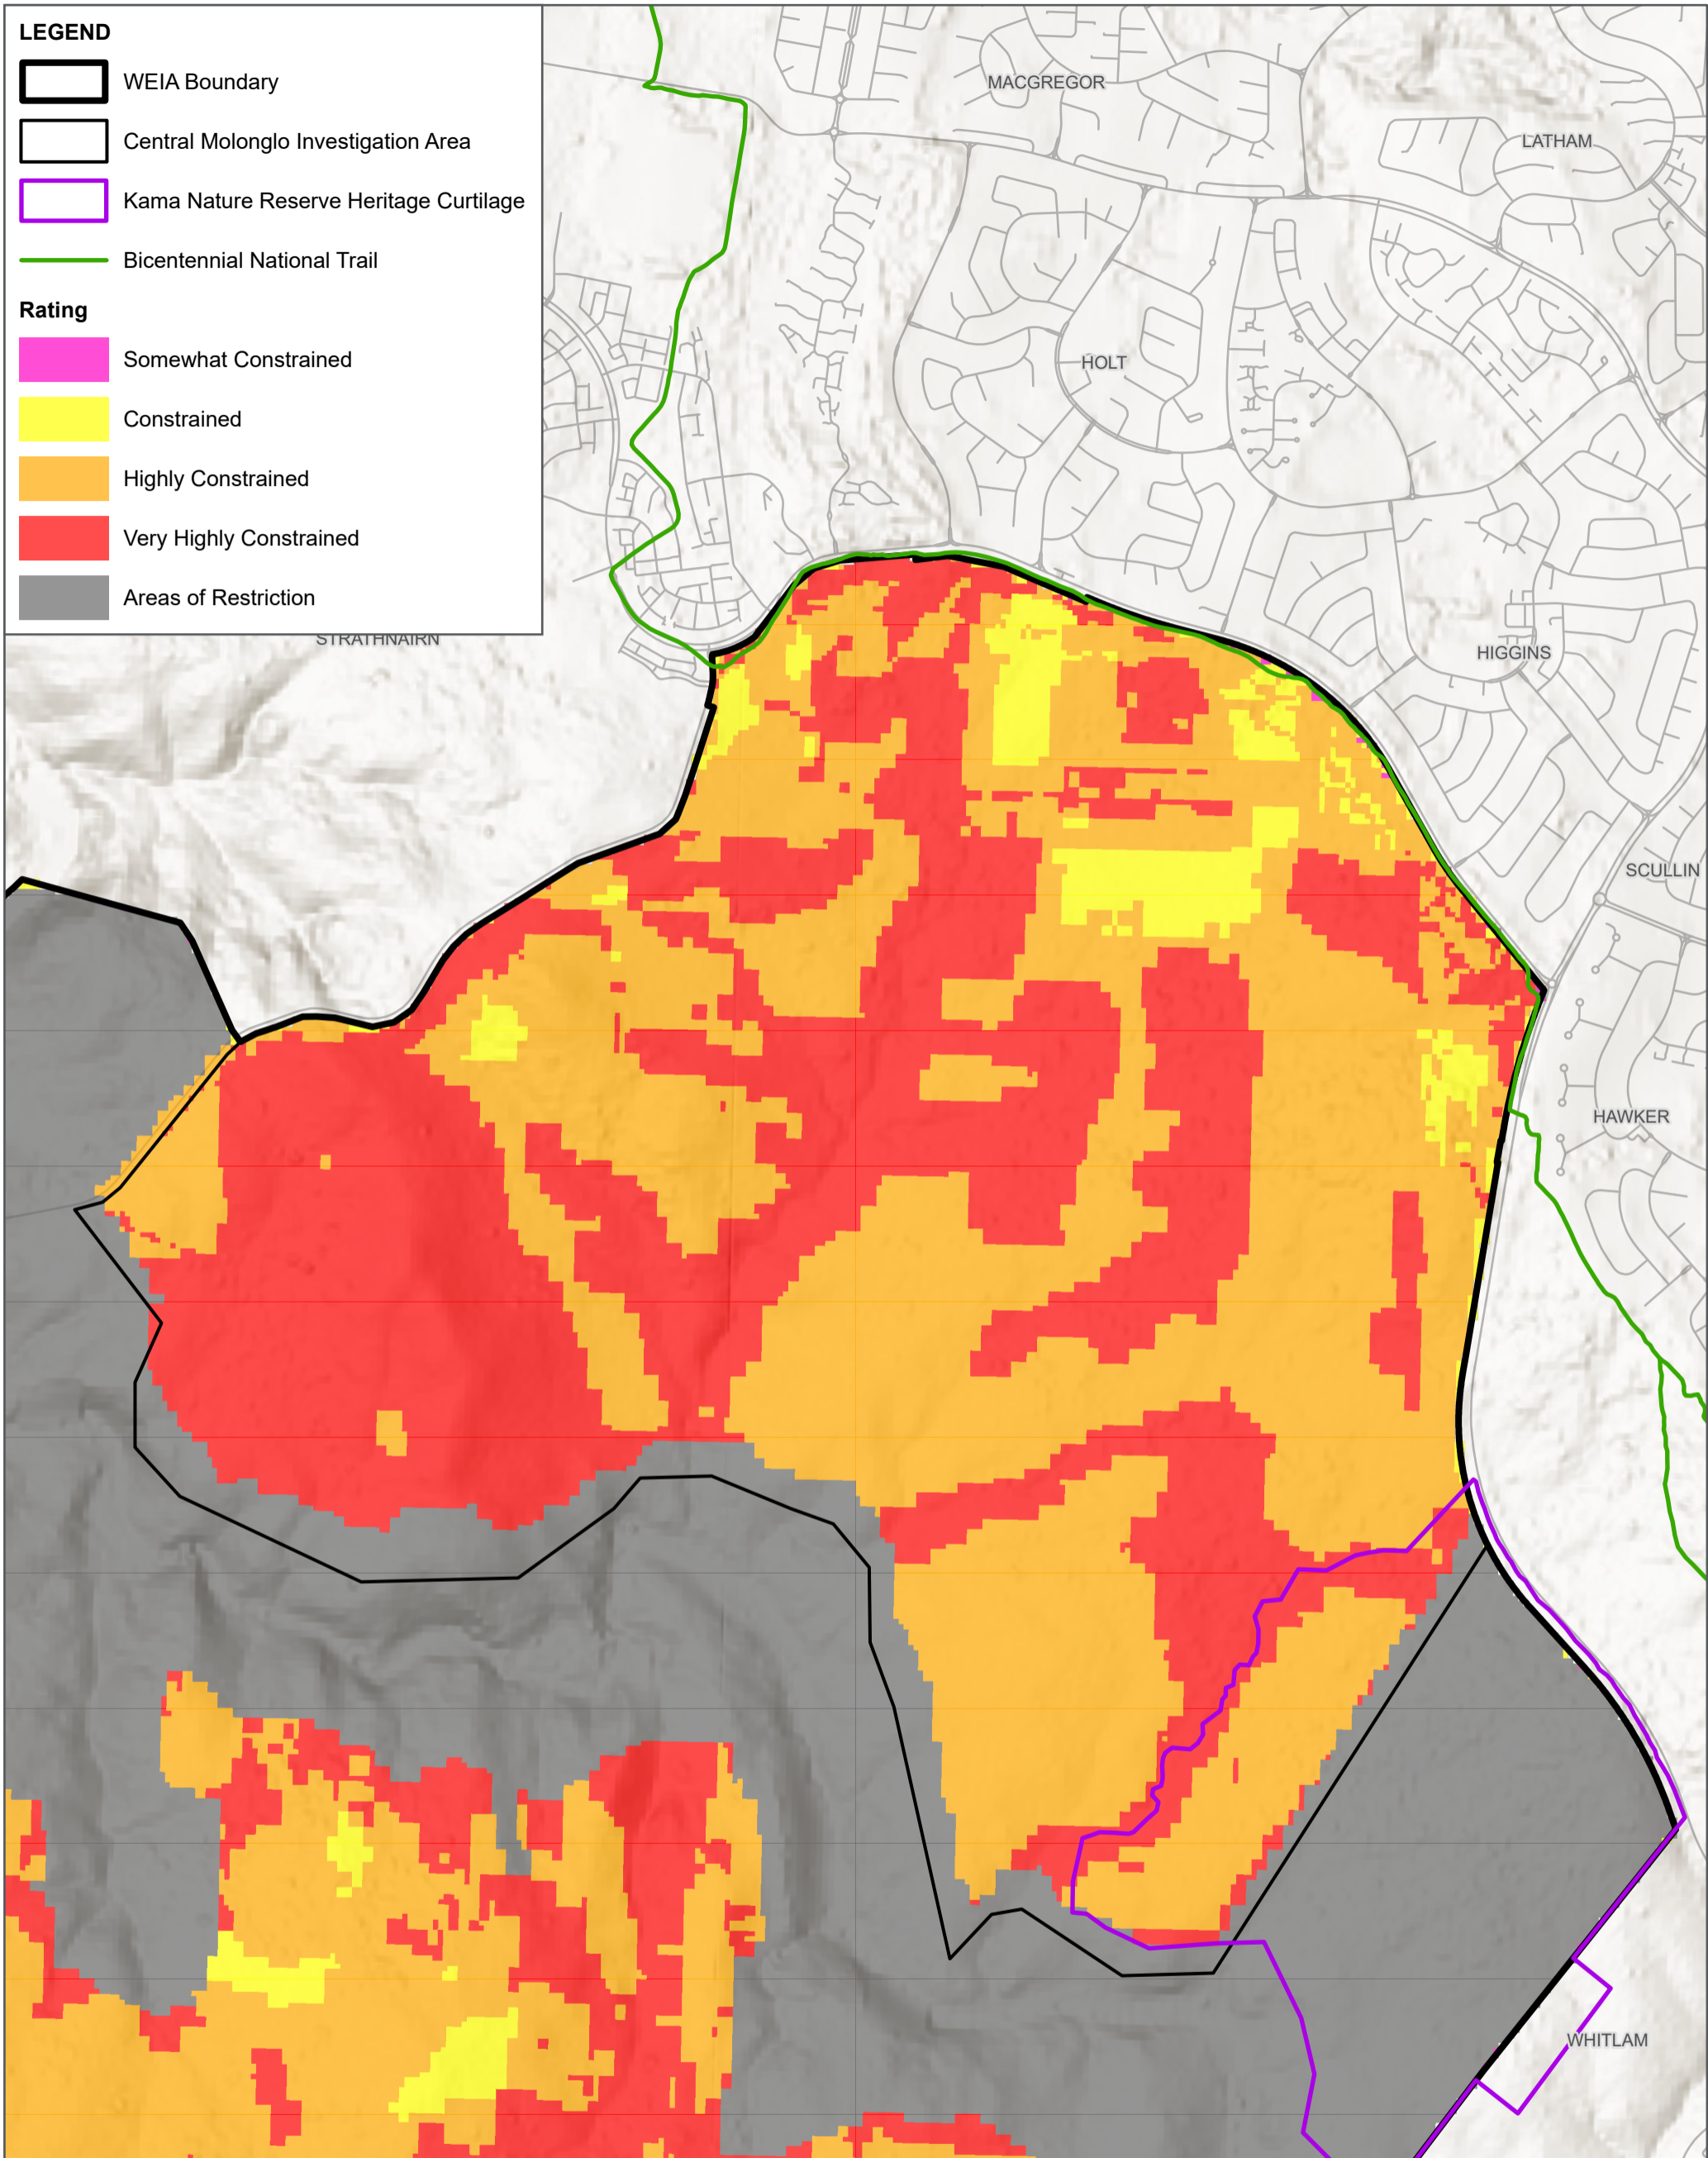 LEGEND
WEIA Boundary
Central Molonglo Investigation Area
Kama Nature Reserve Heritage Curtilage
Bicentennial National Trail
Rating
Somewhat Constrained
Constrained
Highly Constrained
Very Highly Constrained
Areas of Restriction
MACGREGOR
LATHAM
HOLT
STRATHNAIRN
HIGGINS
SCULLIN
HAWKER
WHITLAM